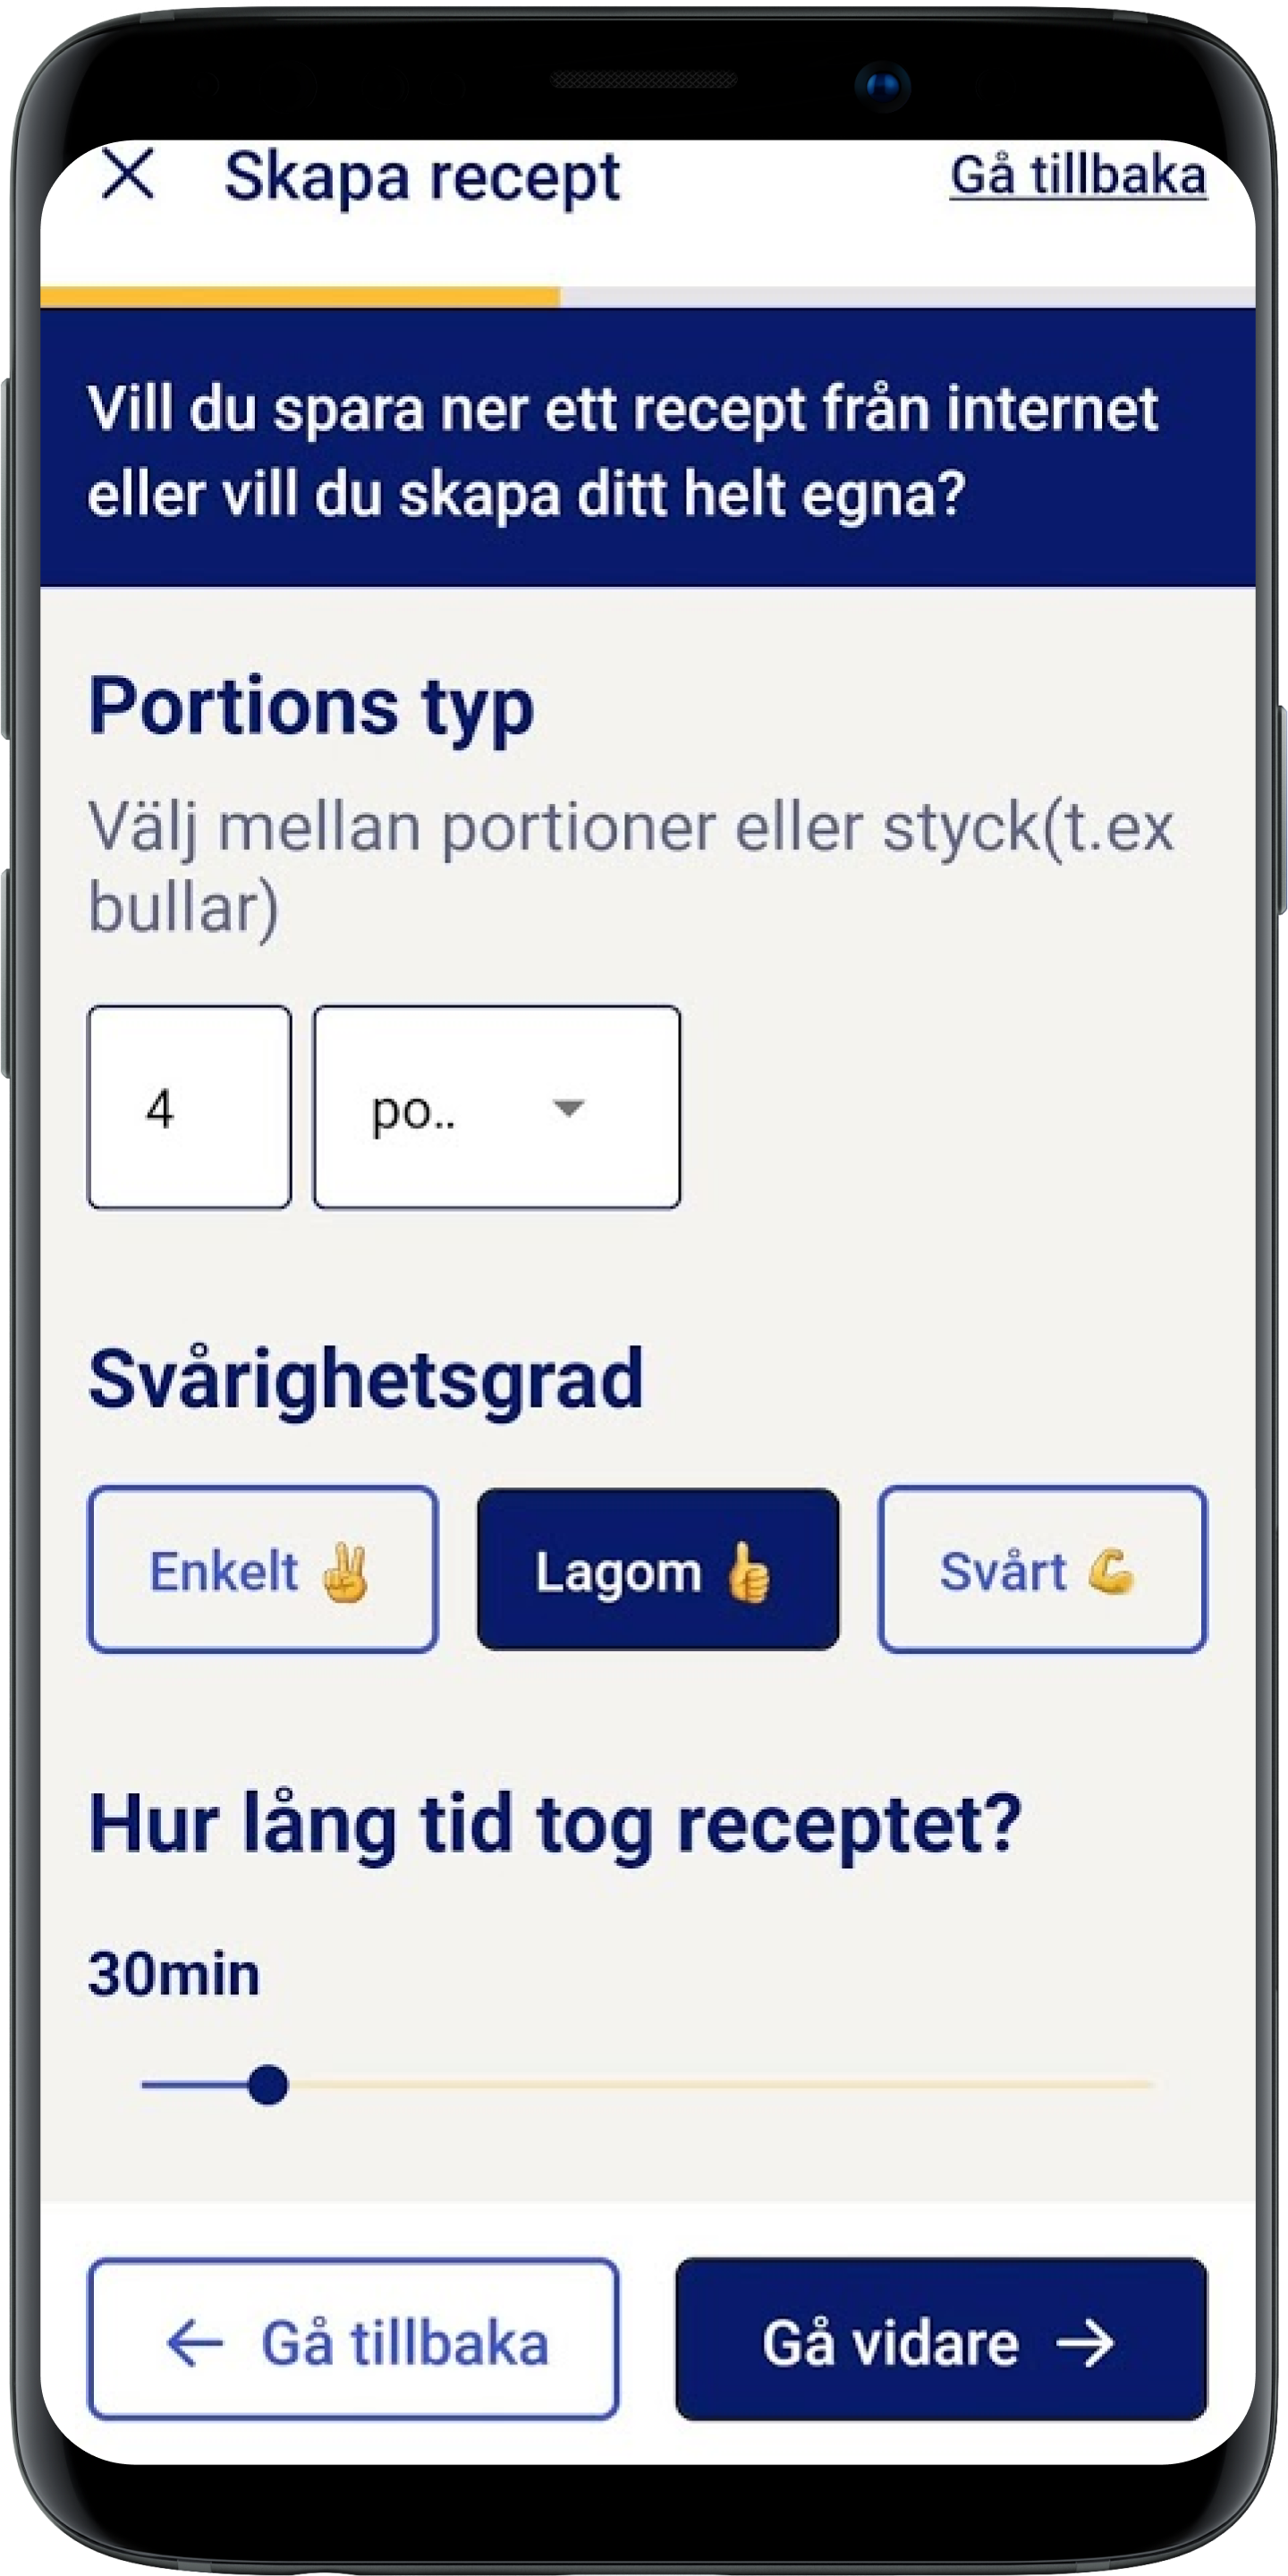 Skapa recept
Gå tillbaka
Vill du spara ner ett recept från internet
eller vill du skapa ditt helt egna?
Portions typ
Välj mellan portioner eller styck(t.ex
bullar)
4
po..
Svårighetsgrad
Enkelt ✌️
Lagom 👍
Svårt 💪
Hur lång tid tog receptet?
30min
← Gå tillbaka
Gå vidare →